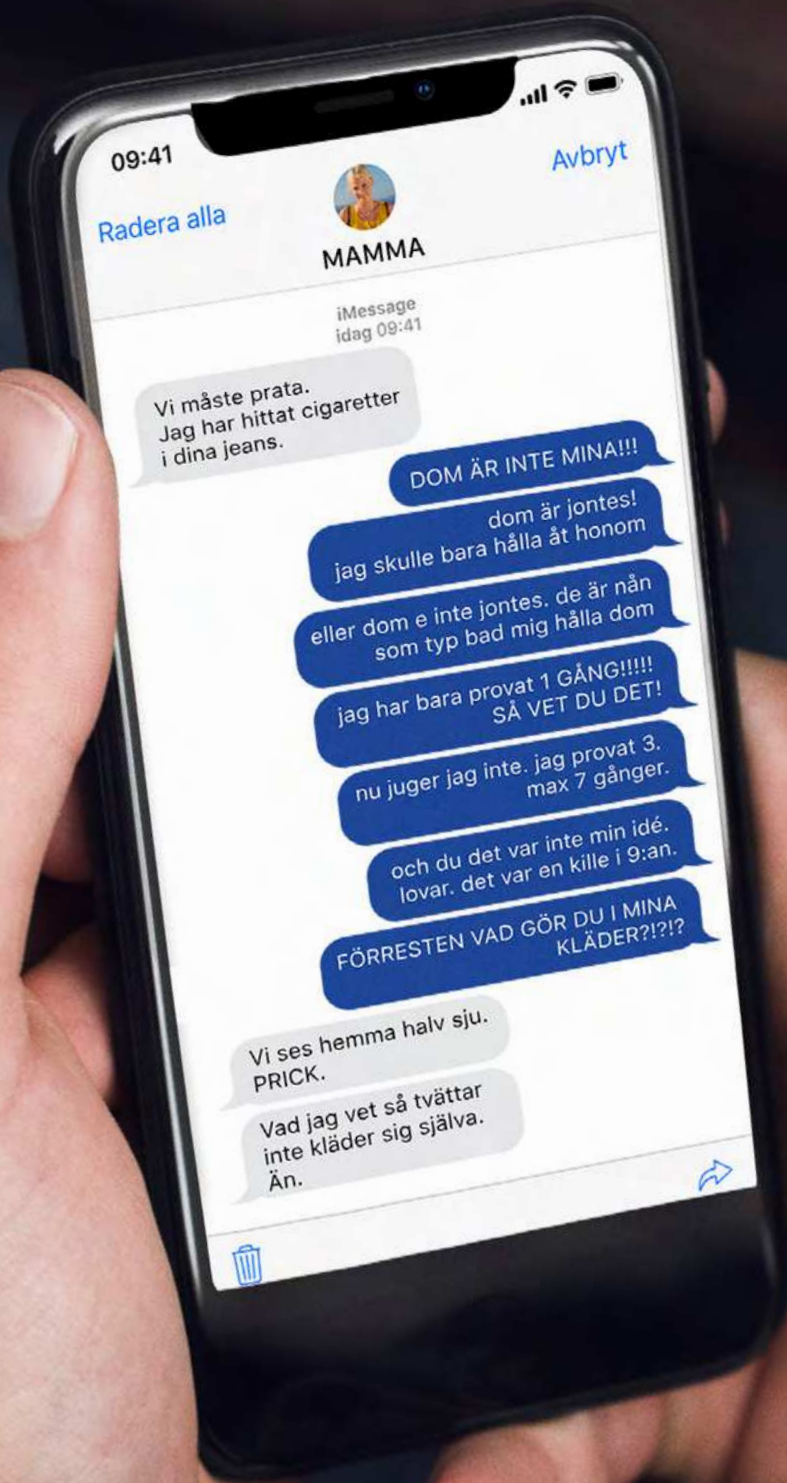 09:41
Radera alla
Avbryt
MAMMA
iMessage
idag 09:41
Vi måste prata.
Jag har hittat cigaretter
i dina jeans.
DOM ÄR INTE MINA!!!
dom är jontes!
jag skulle bara hålla åt honom
eller dom e inte jontes. de är nån
som typ bad mig hålla dom
jag har bara provat 1 GÅNG!!!!!
SÅ VET DU DET!
nu juger jag inte. jag provat 3.
max 7 gånger.
och du det var inte min idé.
lovar. det var en kille i 9:an.
FÖRRESTEN VAD GÖR DU I MINA
KLÄDER?!?!?
Vi ses hemma halv sju.
PRICK.
Vad jag vet så tvättar
inte kläder sig själva.
Än.